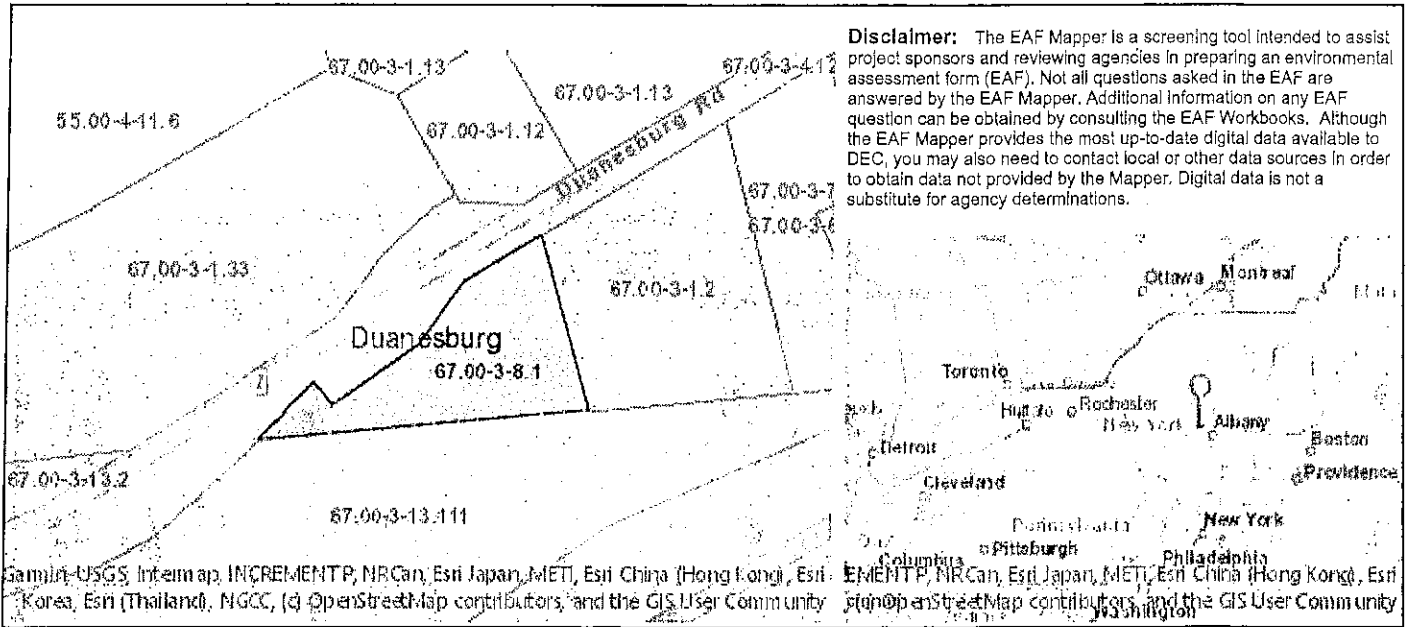 Disclaimer: The EAF Mapper is a screening tool intended to assist
project sponsors and reviewing agencies in preparing an environmental
assessment form (EAF). Not all questions asked in the EAF are
answered by the EAF Mapper. Additional information on any EAF
question can be obtained by consulting the EAF Workbooks. Although
the EAF Mapper provides the most up-to-date digital data available to
DEC, you may also need to contact local or other data sources in order
to obtain data not provided by the Mapper. Digital data is not a
substitute for agency determinations.
67.00-3-1.13
67.00-3-4.12
67.00-3-1.13
55.00-4-11.6
67.00-3-1.12
Duanesburg Rd
67.00-3-7
67.00-3-6
67.00-3-1.33
67.00-3-1.2
Duanesburg
67.00-3-8.1
7
67.00-3-13.2
67.00-3-13.111
Garmin, USGS, Intermap, INCREMENT P, NRCan, Esri Japan, METI, Esri China (Hong Kong), Esri
Korea, Esri (Thailand), NGCC, (c) OpenStreetMap contributors, and the GIS User Community
Ottawa
Montreal
Toronto
Rochester
New York
Albany
Detroit
Boston
Providence
Cleveland
New York
Pennsylvania
Pittsburgh
Philadelphia
Columbus
EMENT P, NRCan, Esri Japan, METI, Esri China (Hong Kong), Esri
OpenStreetMap contributors, and the GIS User Community
Washington